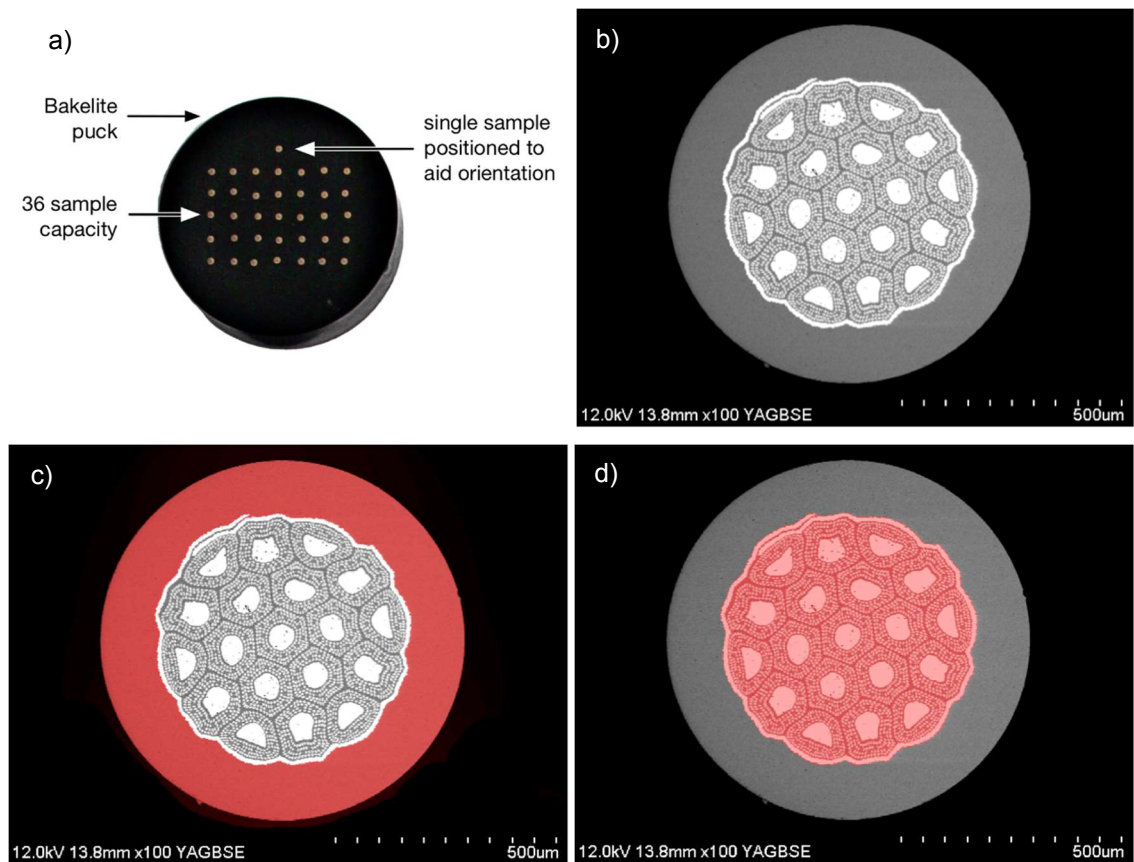 a)
Bakelite
puck
single sample
positioned to
aid orientation
36 sample
capacity
b)
12.0kV 13.8mm x100 YAGBSE
500um
c)
12.0kV 13.8mm x100 YAGBSE
500um
d)
12.0kV 13.8mm x100 YAGBSE
500um